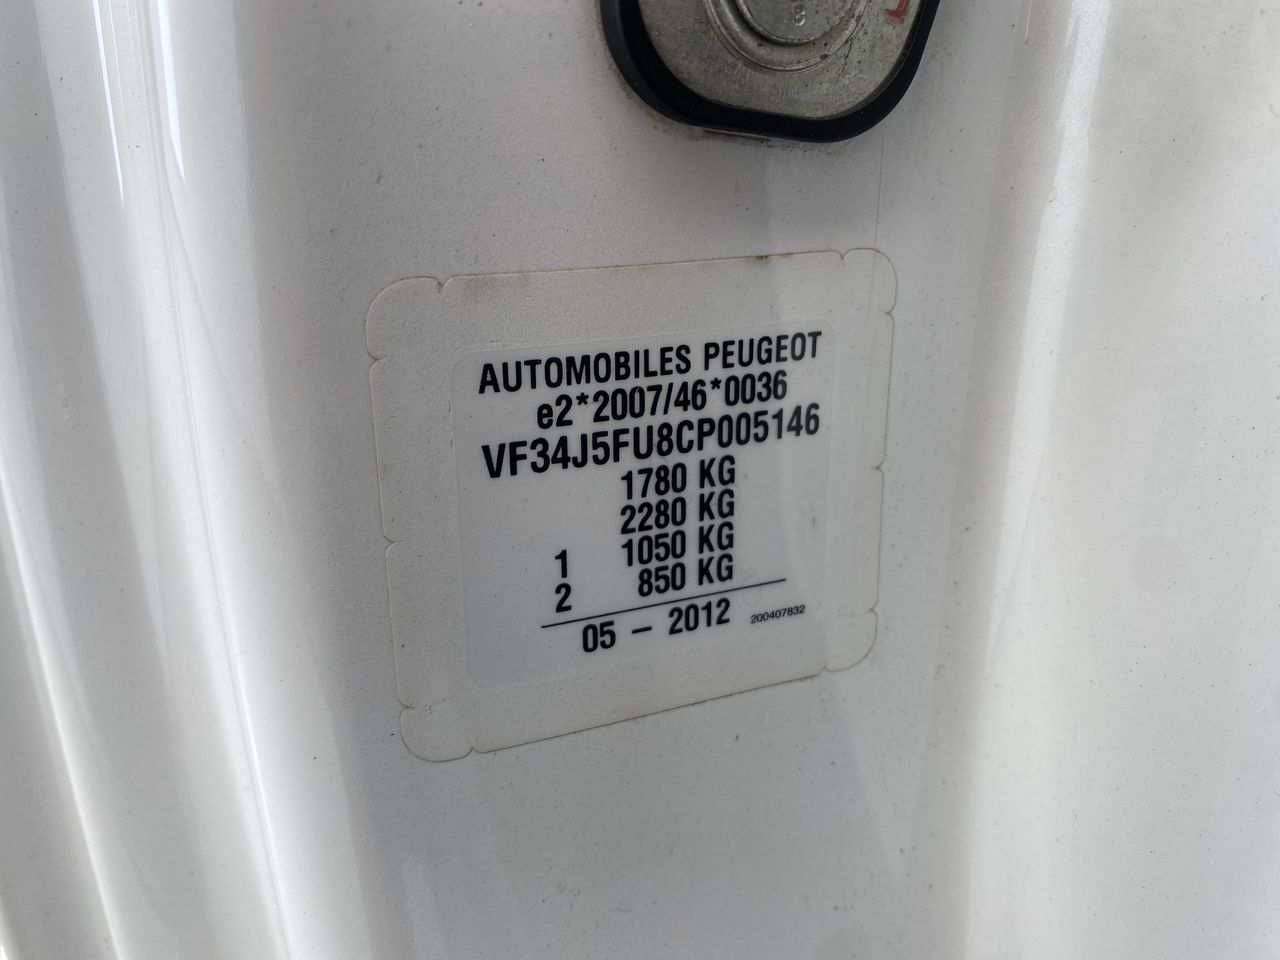 8
AUTOMOBILES PEUGEOT
e2*2007/46*0036
VF34J5FU8CP005146
1780 KG
2280 KG
1 1050 KG
2 850 KG
05 - 2012 200407832